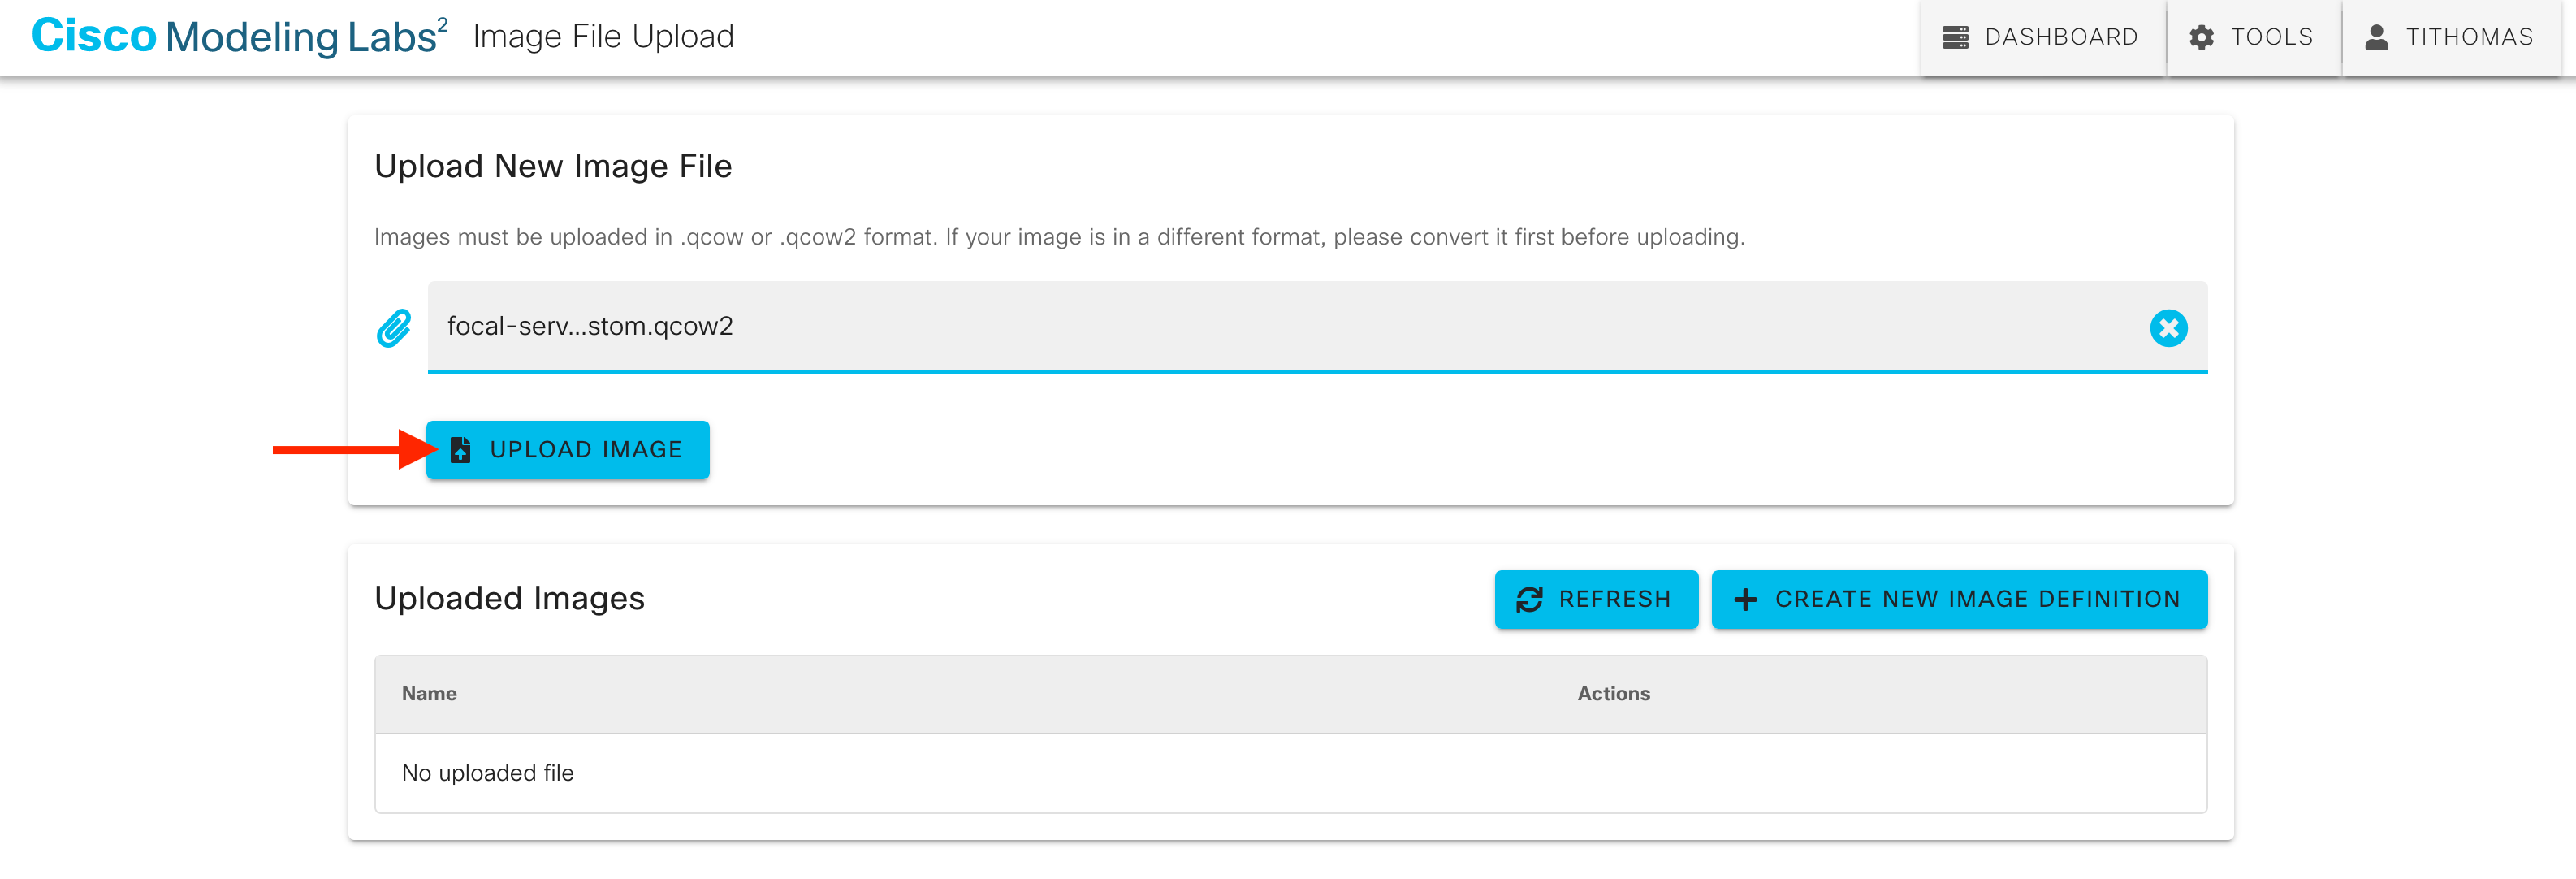 Cisco Modeling Labs² Image File Upload DASHBOARD TOOLS TITHOMAS
Upload New Image File
Images must be uploaded in .qcow or .qcow2 format. If your image is in a different format, please convert it first before uploading.
focal-serv...stom.qcow2
UPLOAD IMAGE
Uploaded Images REFRESH CREATE NEW IMAGE DEFINITION
Name Actions
No uploaded file